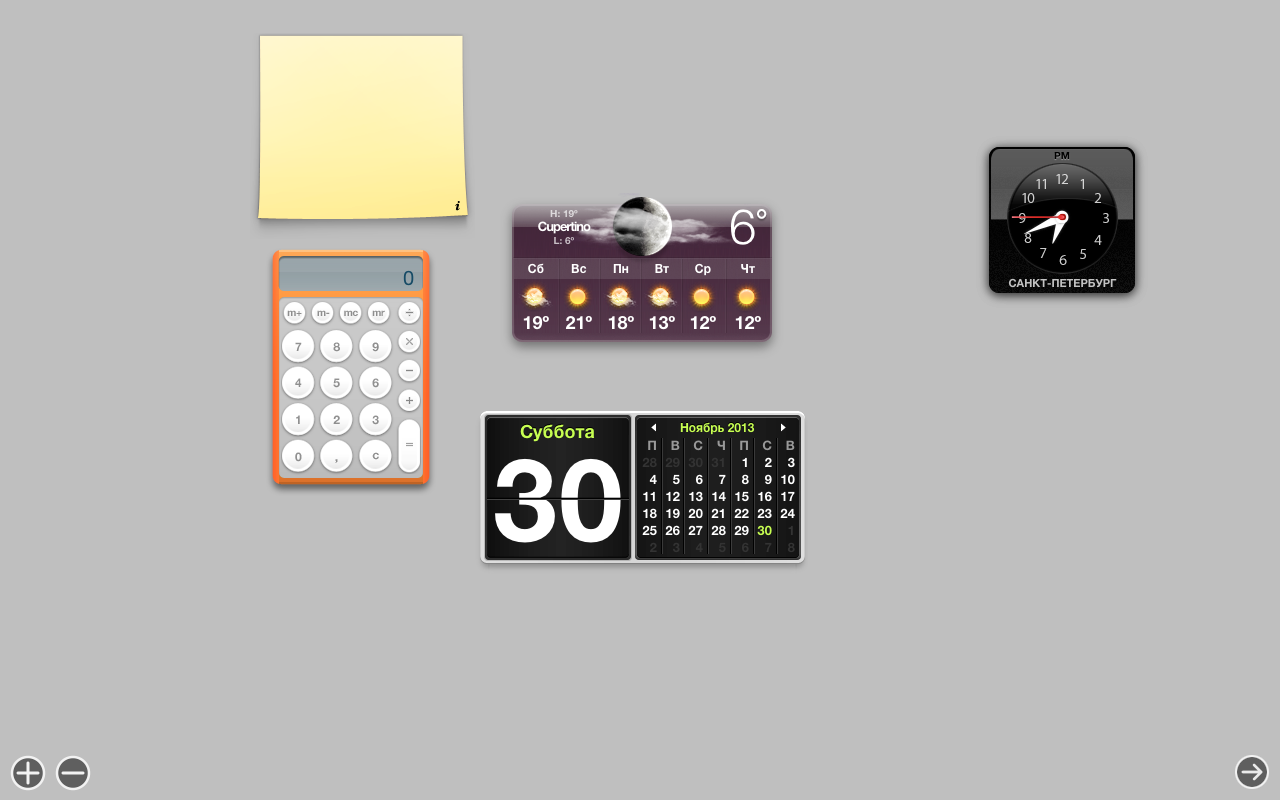 i
0
m+ m- mc mr ÷
7 8 9 ×
4 5 6 −
1 2 3 +
0 , c =
H: 19°
Cupertino
L: 6°
6°
Сб Вс Пн Вт Ср Чт
19° 21° 18° 13° 12° 12°
PM
12
11 1
10 2
9 3
8 4
7 5
6
САНКТ-ПЕТЕРБУРГ
Суббота
30
Ноябрь 2013
П В С Ч П С В
28 29 30 31 1 2 3
4 5 6 7 8 9 10
11 12 13 14 15 16 17
18 19 20 21 22 23 24
25 26 27 28 29 30 1
2 3 4 5 6 7 8